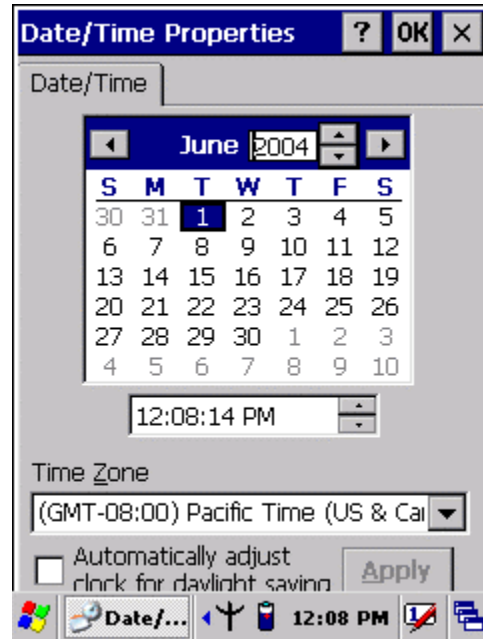 Date/Time Properties ? OK ×
Date/Time
June 2004
S M T W T F S
30 31 1 2 3 4 5
6 7 8 9 10 11 12
13 14 15 16 17 18 19
20 21 22 23 24 25 26
27 28 29 30 1 2 3
4 5 6 7 8 9 10
12:08:14 PM
Time Zone
(GMT-08:00) Pacific Time (US & Ca
Automatically adjust
clock for daylight saving
Apply
Date/... 12:08 PM